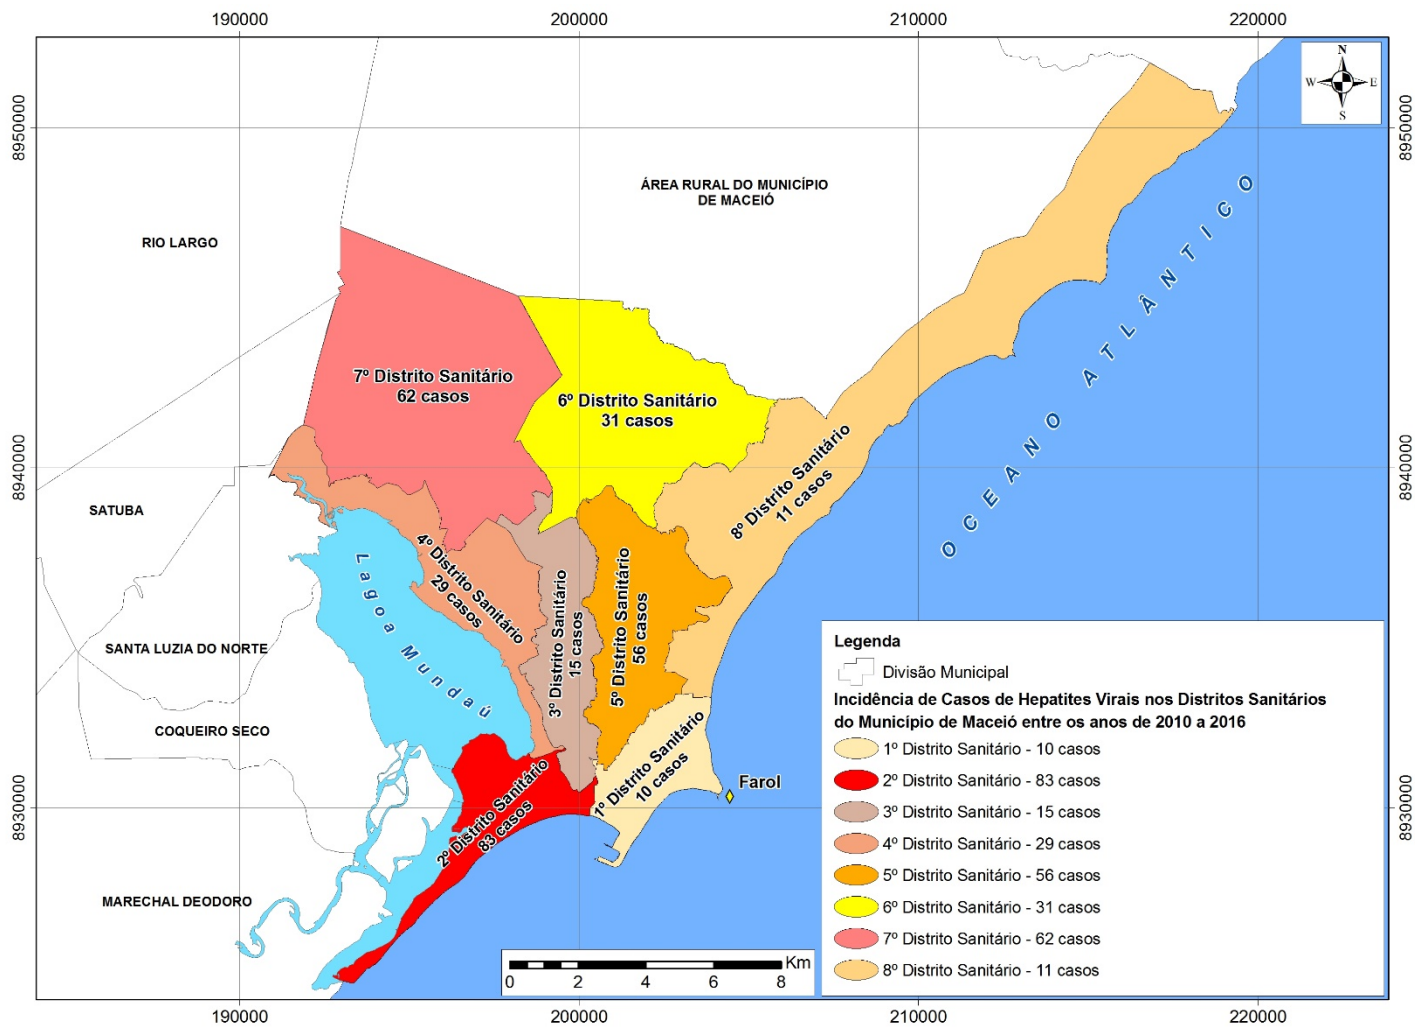 190000
200000
210000
220000
N
W
E
S
8950000
8950000
ÁREA RURAL DO MUNICÍPIO
DE MACEIÓ
RIO LARGO
OCEANO ATLÂNTICO
7º Distrito Sanitário
62 casos
6º Distrito Sanitário
31 casos
8940000
8940000
8º Distrito Sanitário
11 casos
SATUBA
4º Distrito Sanitário
29 casos
Lagoa Mundaú
3º Distrito Sanitário
15 casos
5º Distrito Sanitário
56 casos
SANTA LUZIA DO NORTE
COQUEIRO SECO
1º Distrito Sanitário
10 casos
Farol
2º Distrito Sanitário
83 casos
8930000
8930000
MARECHAL DEODORO
Legenda
Divisão Municipal
Incidência de Casos de Hepatites Virais nos Distritos Sanitários
do Município de Maceió entre os anos de 2010 a 2016
1º Distrito Sanitário - 10 casos
2º Distrito Sanitário - 83 casos
3º Distrito Sanitário - 15 casos
4º Distrito Sanitário - 29 casos
5º Distrito Sanitário - 56 casos
6º Distrito Sanitário - 31 casos
7º Distrito Sanitário - 62 casos
8º Distrito Sanitário - 11 casos
Km
0 2 4 6 8
190000
200000
210000
220000